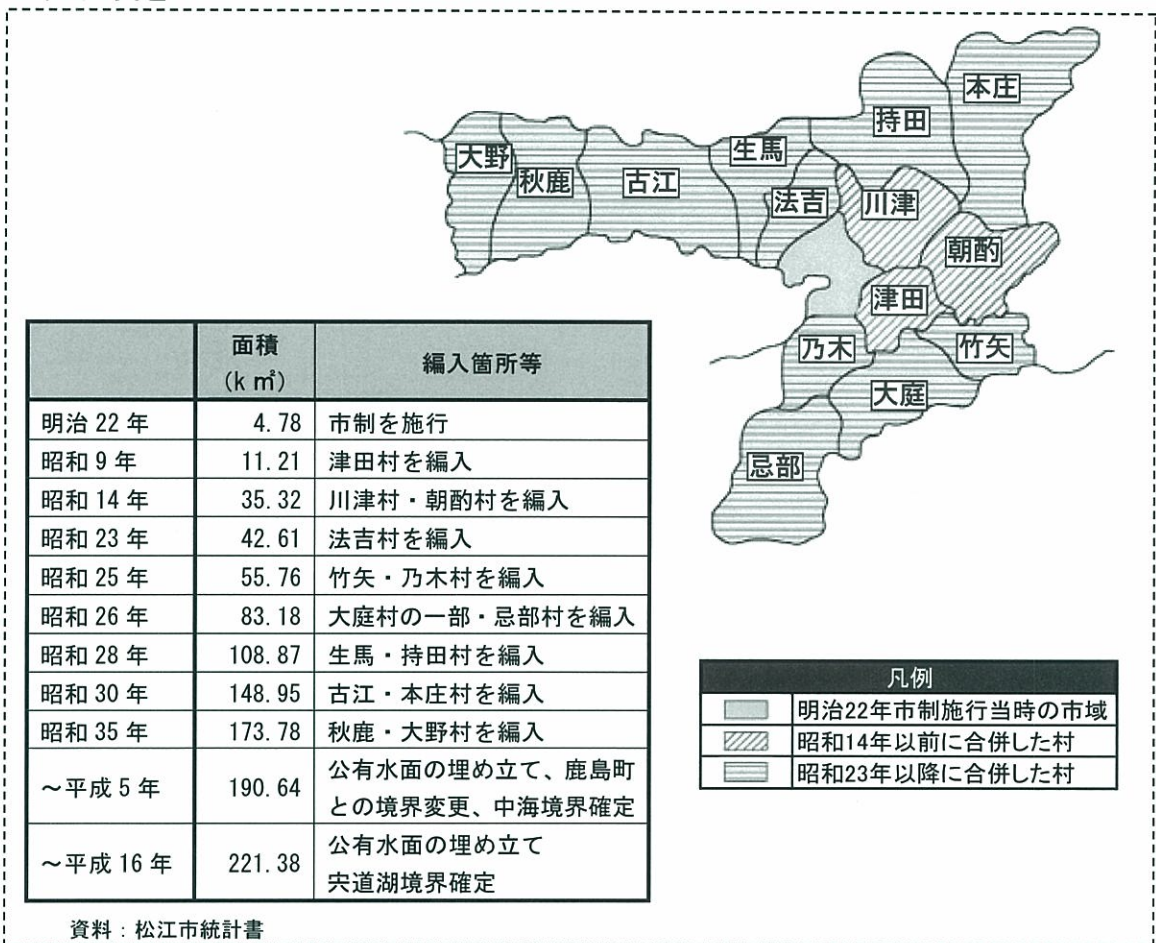 本庄
持田
大野
秋鹿
古江
生馬
法吉
川津
朝酌
津田
乃木
竹矢
大庭
忌部
面積
(k㎡) 編入箇所等
明治22年 4.78 市制を施行
昭和9年 11.21 津田村を編入
昭和14年 35.32 川津村・朝酌村を編入
昭和23年 42.61 法吉村を編入
昭和25年 55.76 竹矢・乃木村を編入
昭和26年 83.18 大庭村の一部・忌部村を編入
昭和28年 108.87 生馬・持田村を編入
昭和30年 148.95 古江・本庄村を編入
昭和35年 173.78 秋鹿・大野村を編入
～平成5年 190.64 公有水面の埋め立て、鹿島町
との境界変更、中海境界確定
～平成16年 221.38 公有水面の埋め立て
宍道湖境界確定
凡例
明治22年市制施行当時の市域
昭和14年以前に合併した村
昭和23年以降に合併した村
資料：松江市統計書